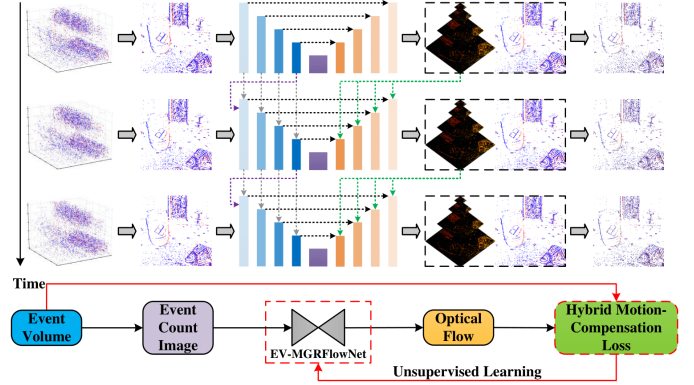 Time
Event
Volume
Event
Count
Image
EV-MGRFlowNet
Optical
Flow
Hybrid Motion-
Compensation
Loss
Unsupervised Learning